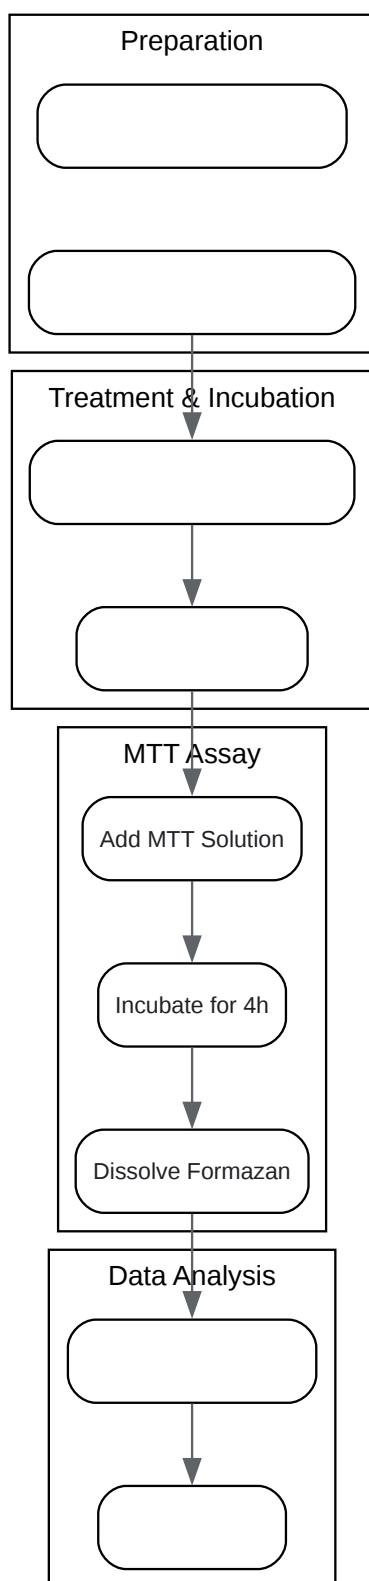 Preparation
Treatment & Incubation
MTT Assay
Add MTT Solution
Incubate for 4h
Dissolve Formazan
Data Analysis